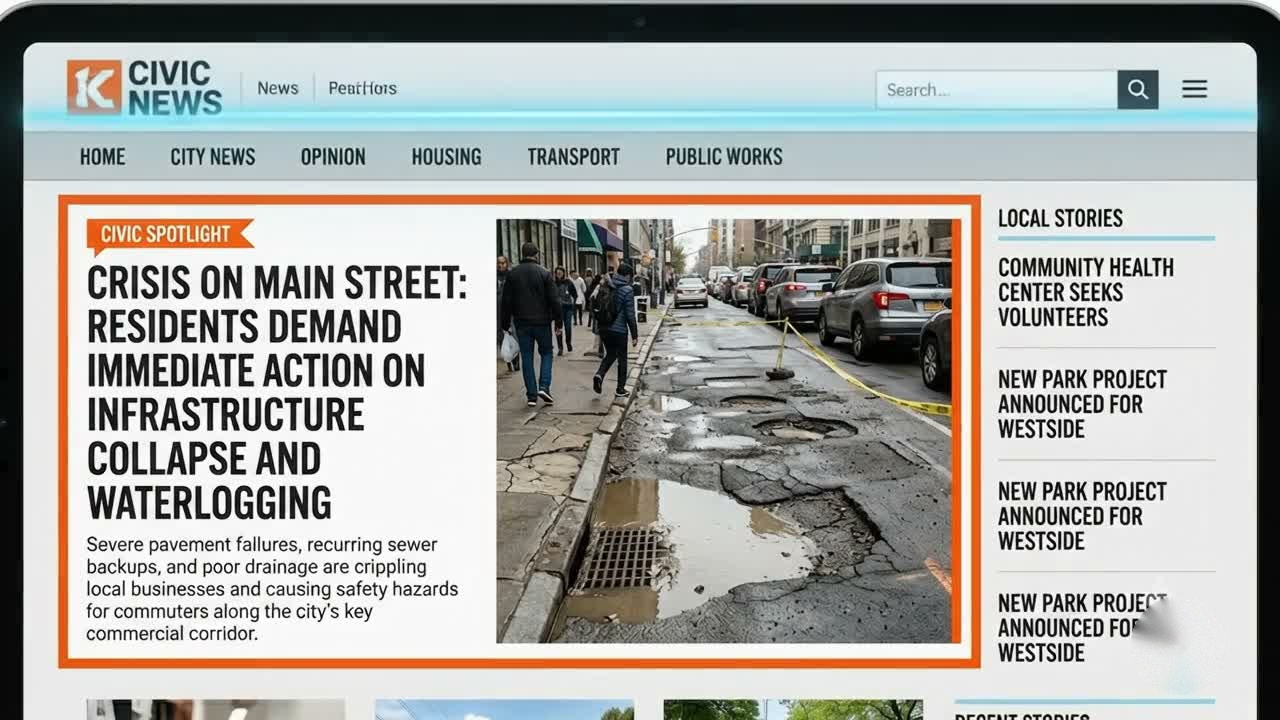 K CIVIC
NEWS
News
Search...
HOME CITY NEWS OPINION HOUSING TRANSPORT PUBLIC WORKS
CIVIC SPOTLIGHT
CRISIS ON MAIN STREET:
RESIDENTS DEMAND
IMMEDIATE ACTION ON
INFRASTRUCTURE
COLLAPSE AND
WATERLOGGING
Severe pavement failures, recurring sewer
backups, and poor drainage are crippling
local businesses and causing safety hazards
for commuters along the city's key
commercial corridor.
LOCAL STORIES
COMMUNITY HEALTH
CENTER SEEKS
VOLUNTEERS
NEW PARK PROJECT
ANNOUNCED FOR
WESTSIDE
NEW PARK PROJECT
ANNOUNCED FOR
WESTSIDE
NEW PARK PROJECT
ANNOUNCED FOR
WESTSIDE